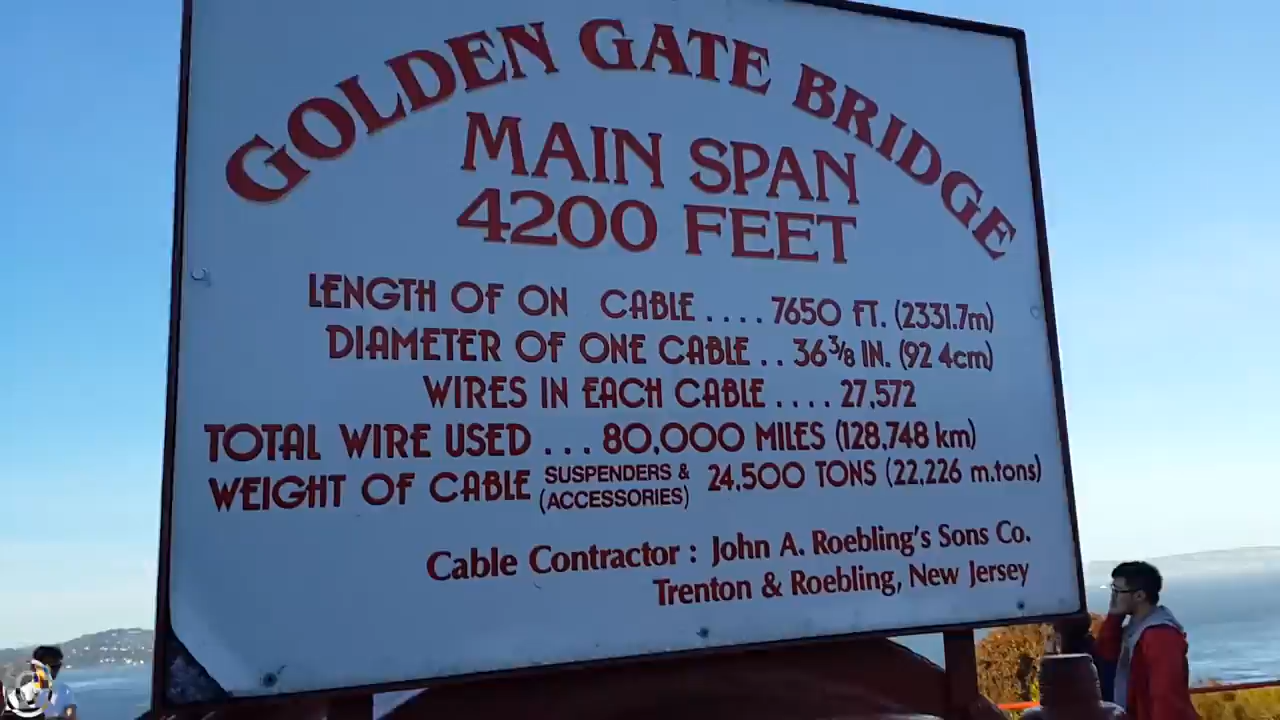 GOLDEN GATE BRIDGE
MAIN SPAN
4200 FEET
LENGTH OF ON CABLE .... 7650 FT. (2331.7m)
DIAMETER OF ONE CABLE .. 36 3/8 IN. (92 4cm)
WIRES IN EACH CABLE .... 27,572
TOTAL WIRE USED ... 80,000 MILES (128,748 km)
WEIGHT OF CABLE SUSPENDERS & (ACCESSORIES) 24,500 TONS (22,226 m.tons)
Cable Contractor : John A. Roebling's Sons Co.
Trenton & Roebling, New Jersey